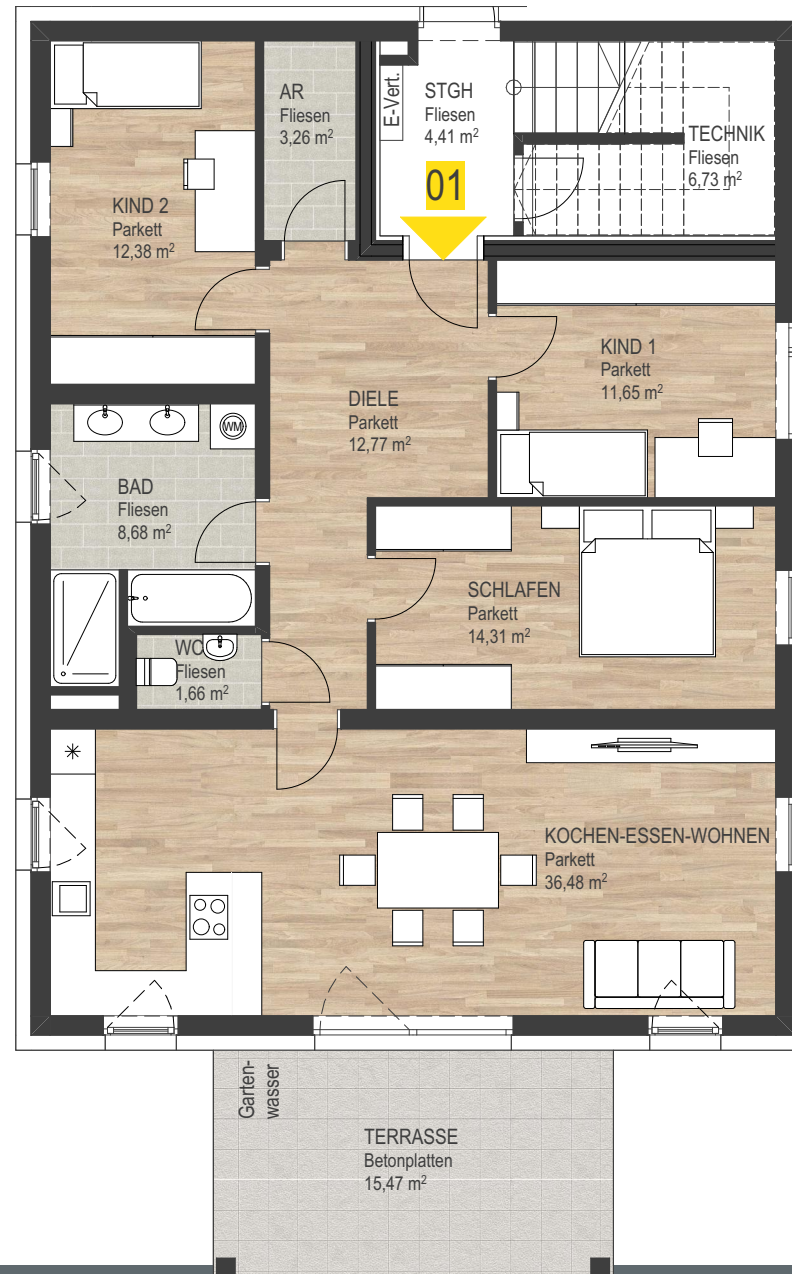 AR
Fliesen
3,26 m²
E-Vert.
STGH
Fliesen
4,41 m²
01
TECHNIK
Fliesen
6,73 m²
KIND 2
Parkett
12,38 m²
KIND 1
Parkett
11,65 m²
DIELE
Parkett
12,77 m²
WM
BAD
Fliesen
8,68 m²
SCHLAFEN
Parkett
14,31 m²
WC
Fliesen
1,66 m²
KOCHEN-ESSEN-WOHNEN
Parkett
36,48 m²
Garten-
wasser
TERRASSE
Betonplatten
15,47 m²